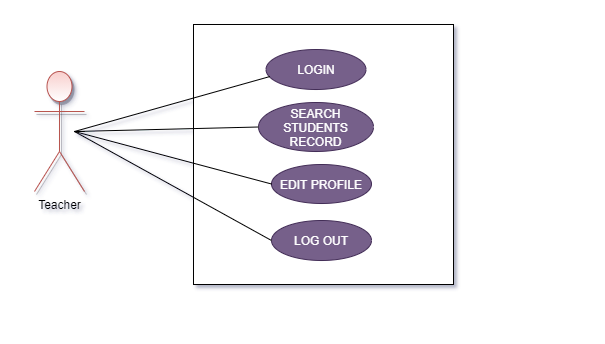 LOGIN
SEARCH
STUDENTS
RECORD
EDIT PROFILE
Teacher
LOG OUT